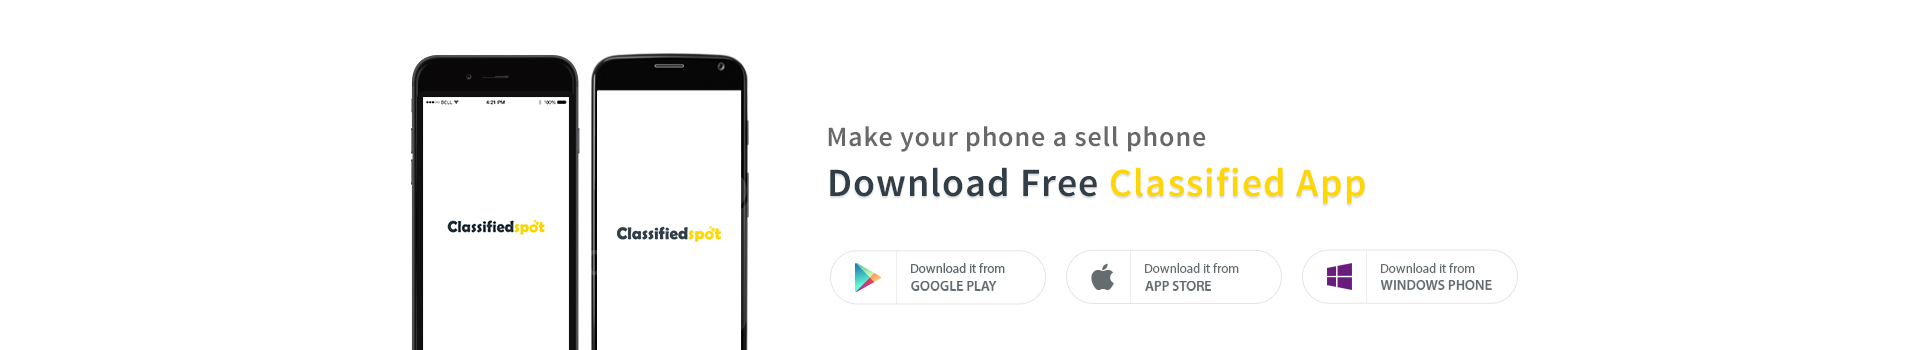 BELL 4:21 PM 100%
Classifiedspot
Classifiedspot
Make your phone a sell phone
Download Free Classified App
Download it from
GOOGLE PLAY
Download it from
APP STORE
Download it from
WINDOWS PHONE